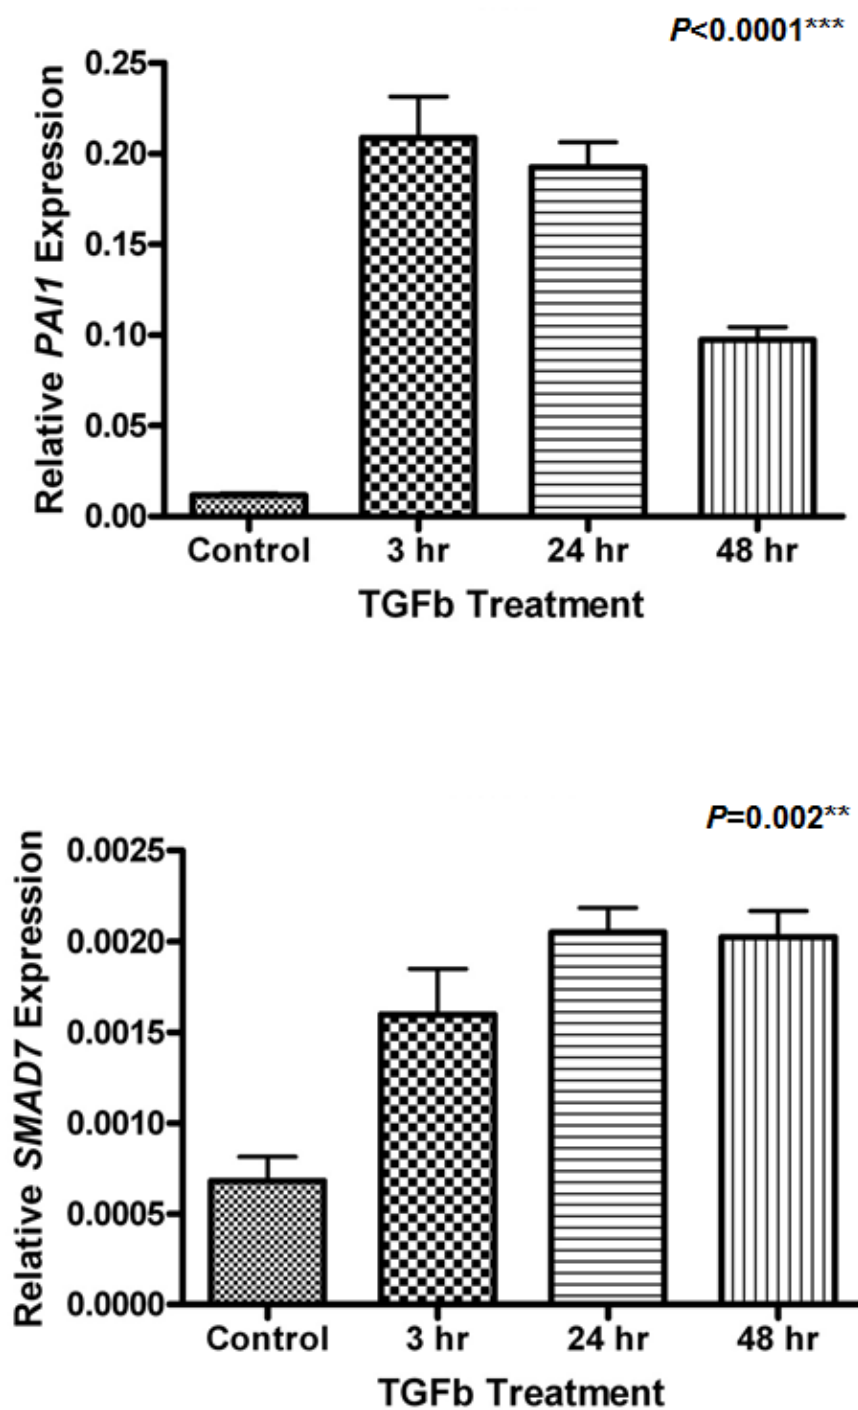 P<0.0001***
Relative PAI1 Expression
0.25
0.20
0.15
0.10
0.05
0.00
Control 3 hr 24 hr 48 hr
TGFb Treatment
P=0.002**
Relative SMAD7 Expression
0.0025
0.0020
0.0015
0.0010
0.0005
0.0000
Control 3 hr 24 hr 48 hr
TGFb Treatment